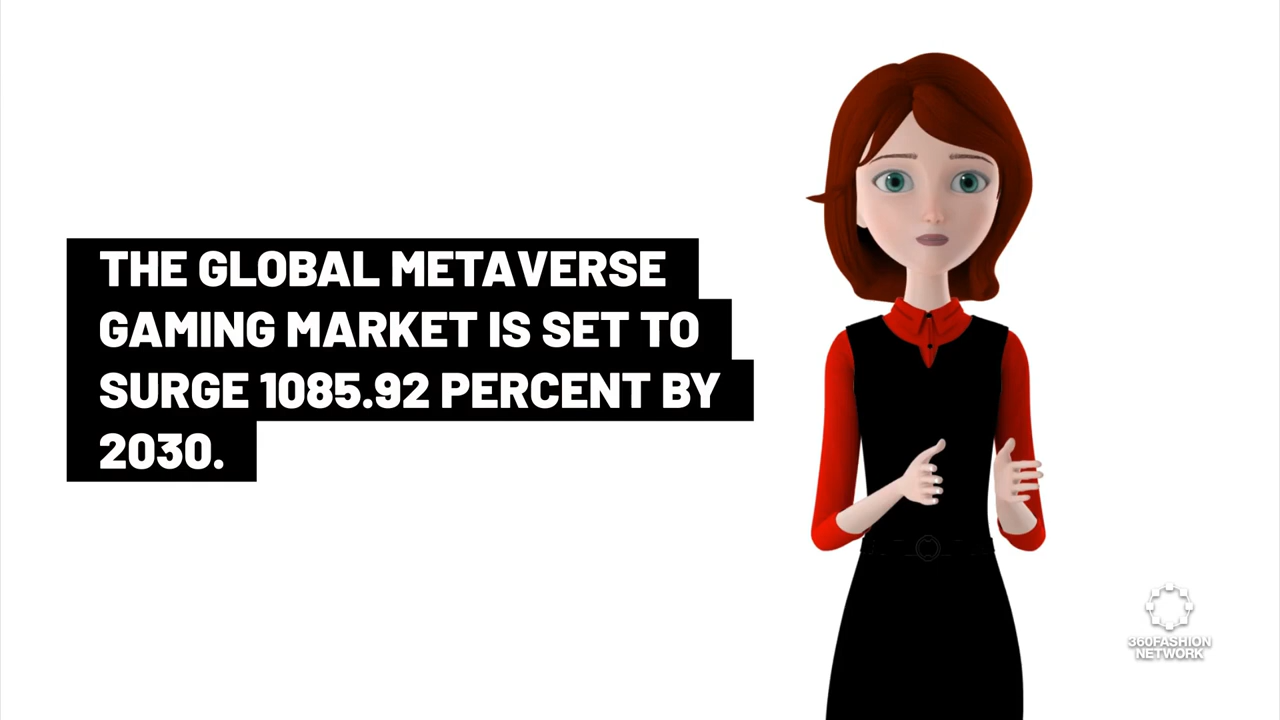 THE GLOBAL METAVERSE
GAMING MARKET IS SET TO
SURGE 1085.92 PERCENT BY
2030.
360FASHION
NETWORK